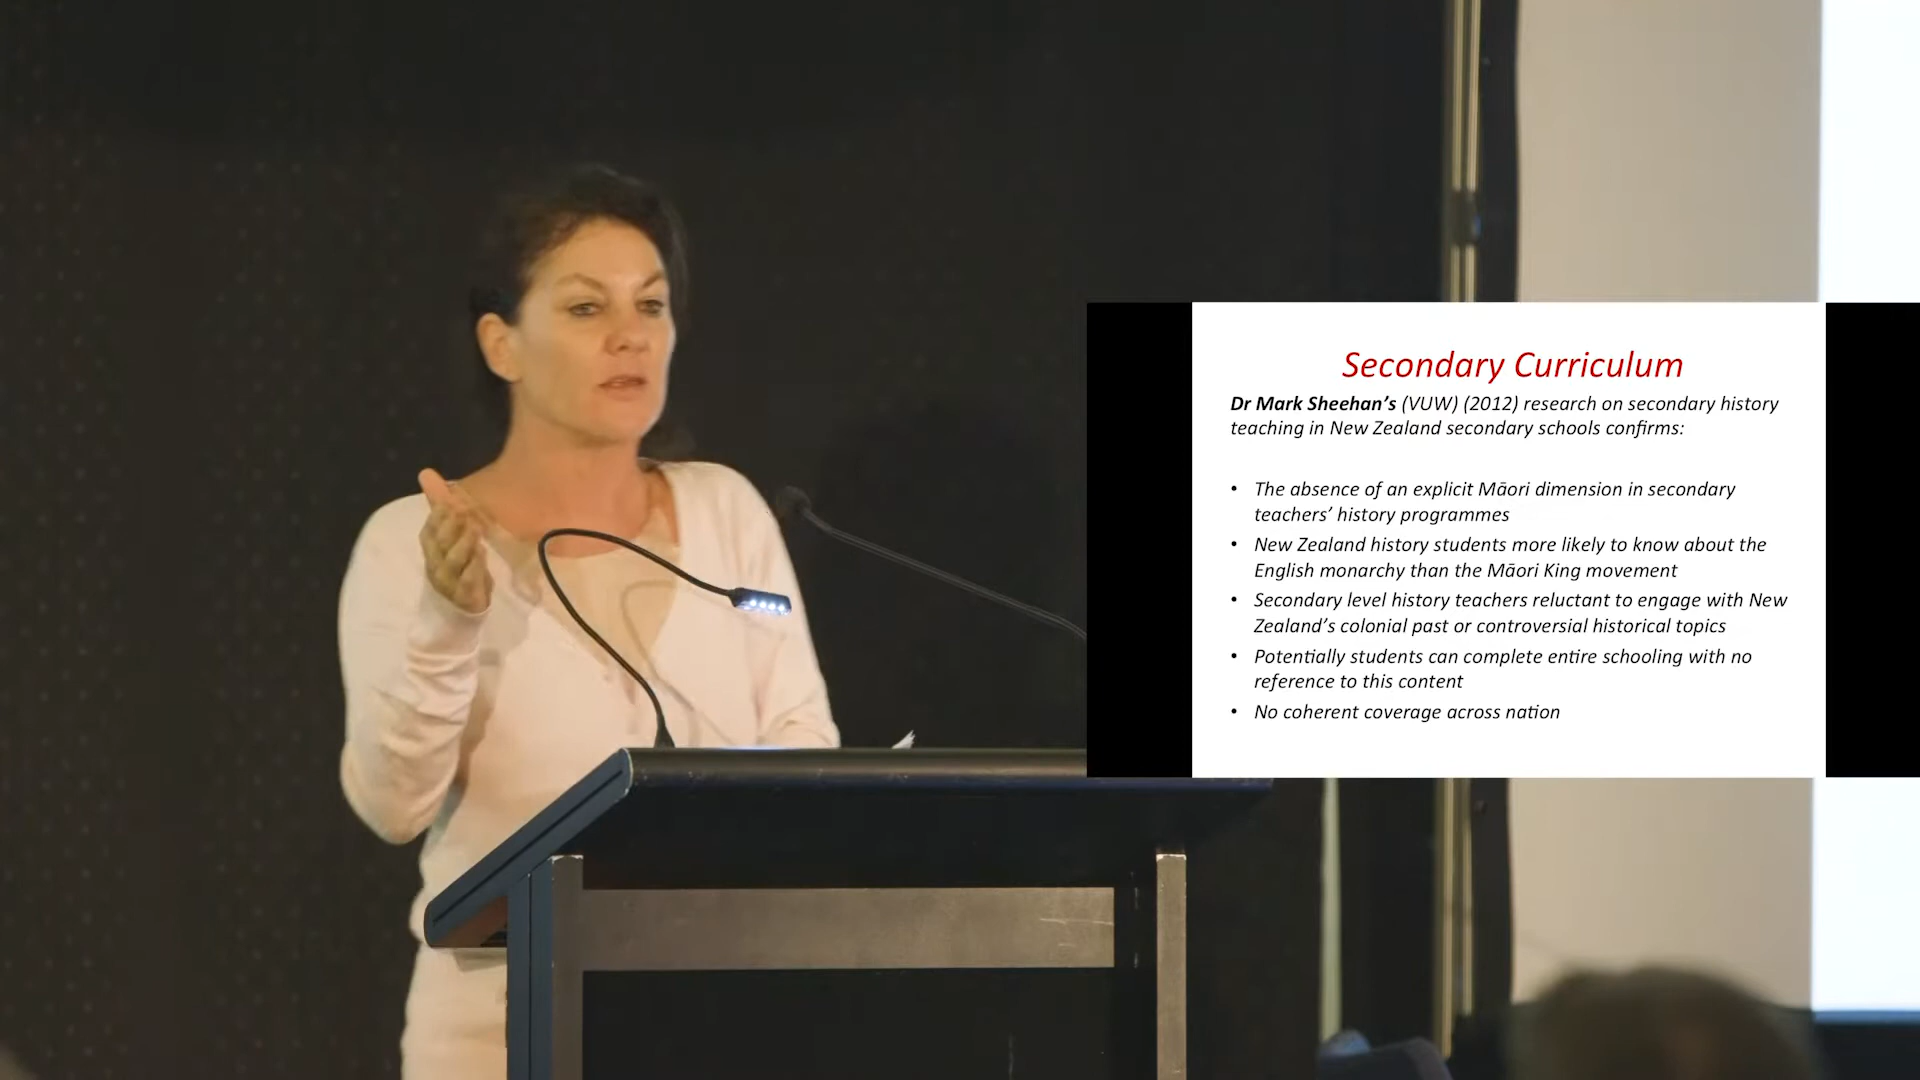 Secondary Curriculum
Dr Mark Sheehan's (VUW) (2012) research on secondary history
teaching in New Zealand secondary schools confirms:
• The absence of an explicit Māori dimension in secondary
teachers' history programmes
• New Zealand history students more likely to know about the
English monarchy than the Māori King movement
• Secondary level history teachers reluctant to engage with New
Zealand's colonial past or controversial historical topics
• Potentially students can complete entire schooling with no
reference to this content
• No coherent coverage across nation